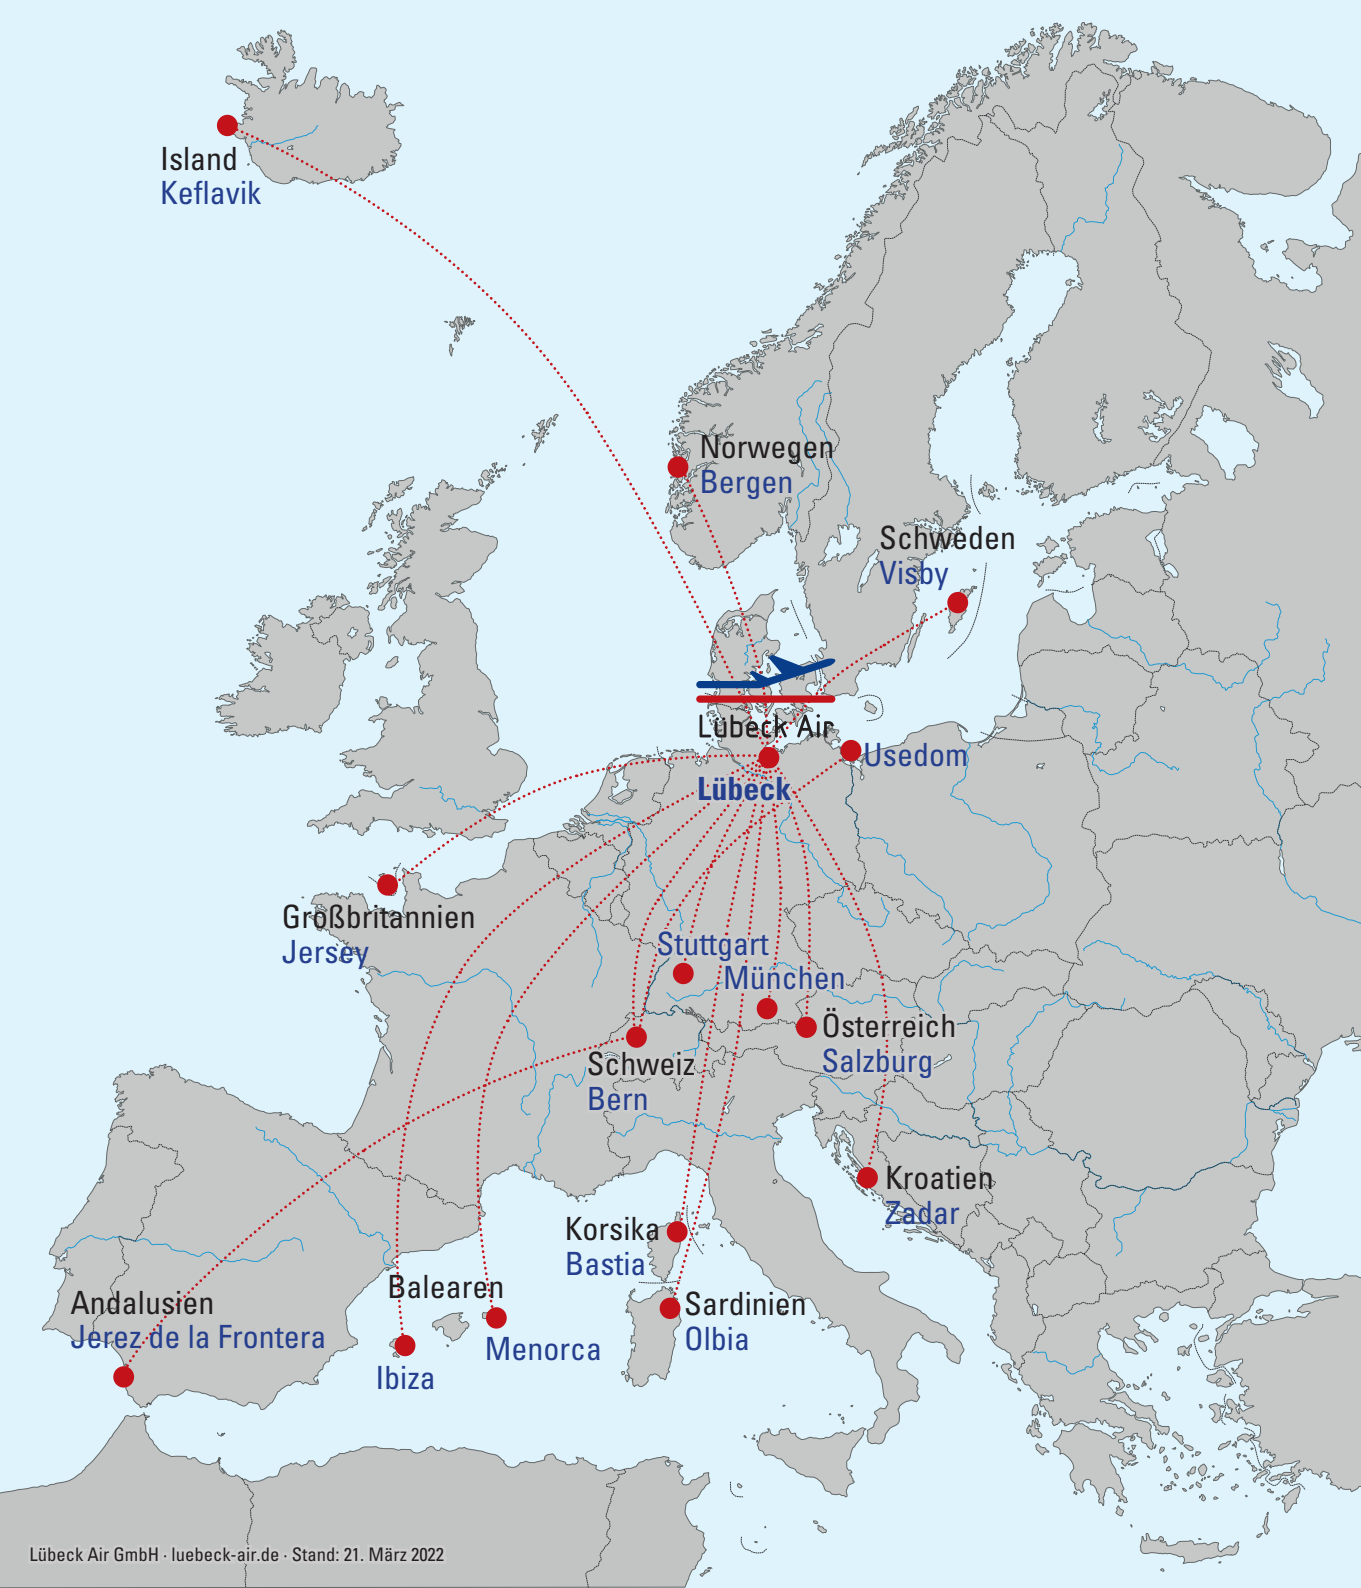 Island
Keflavik
Norwegen
Bergen
Schweden
Visby
Lübeck Air
Lübeck
Usedom
Großbritannien
Jersey
Stuttgart
München
Österreich
Salzburg
Schweiz
Bern
Kroatien
Zadar
Korsika
Bastia
Balearen
Menorca
Ibiza
Sardinien
Olbia
Andalusien
Jerez de la Frontera
Lübeck Air GmbH · luebeck-air.de · Stand: 21. März 2022